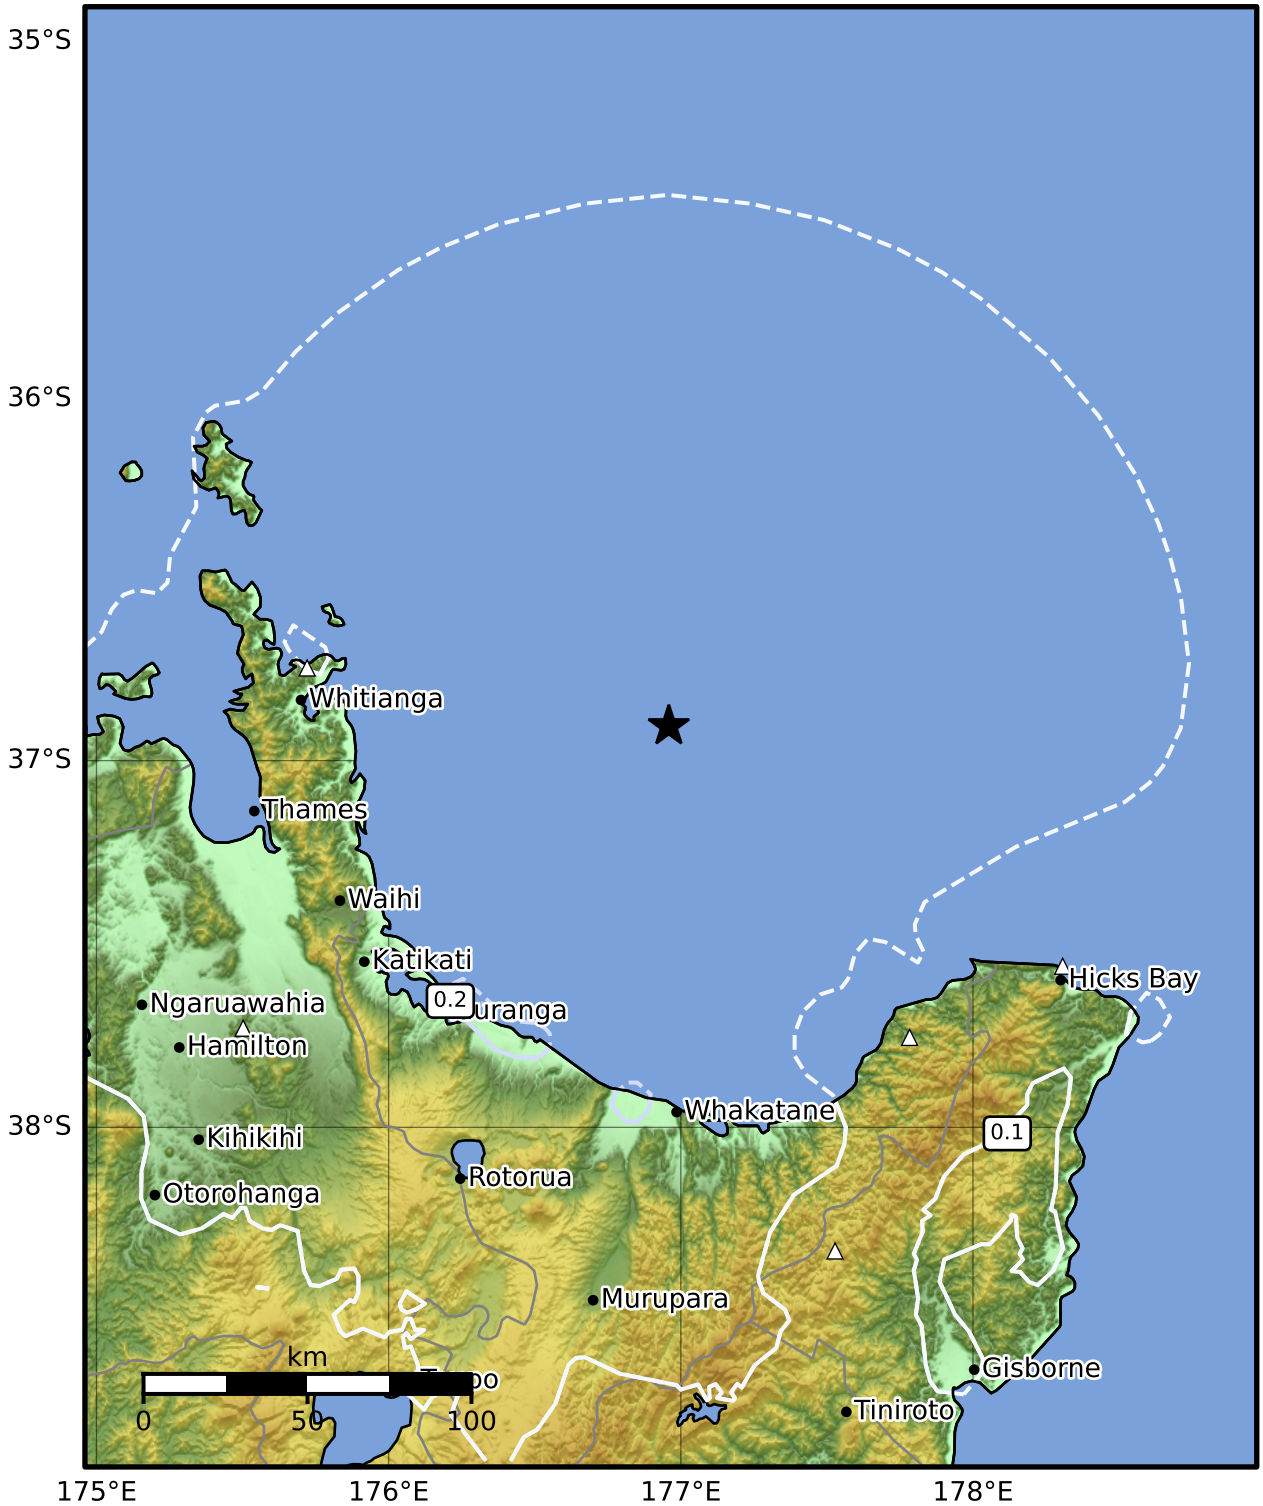 35°S
36°S
Whitianga
37°S
Thames
Waihi
Katikati
Hicks Bay
Ngaruawahia
0.2
uranga
Hamilton
Whakatane
38°S
0.1
Kihikihi
Rotorua
Otorohanga
Murupara
km
Gisborne
0
50
100
Tiniroto
175°E
176°E
177°E
178°E